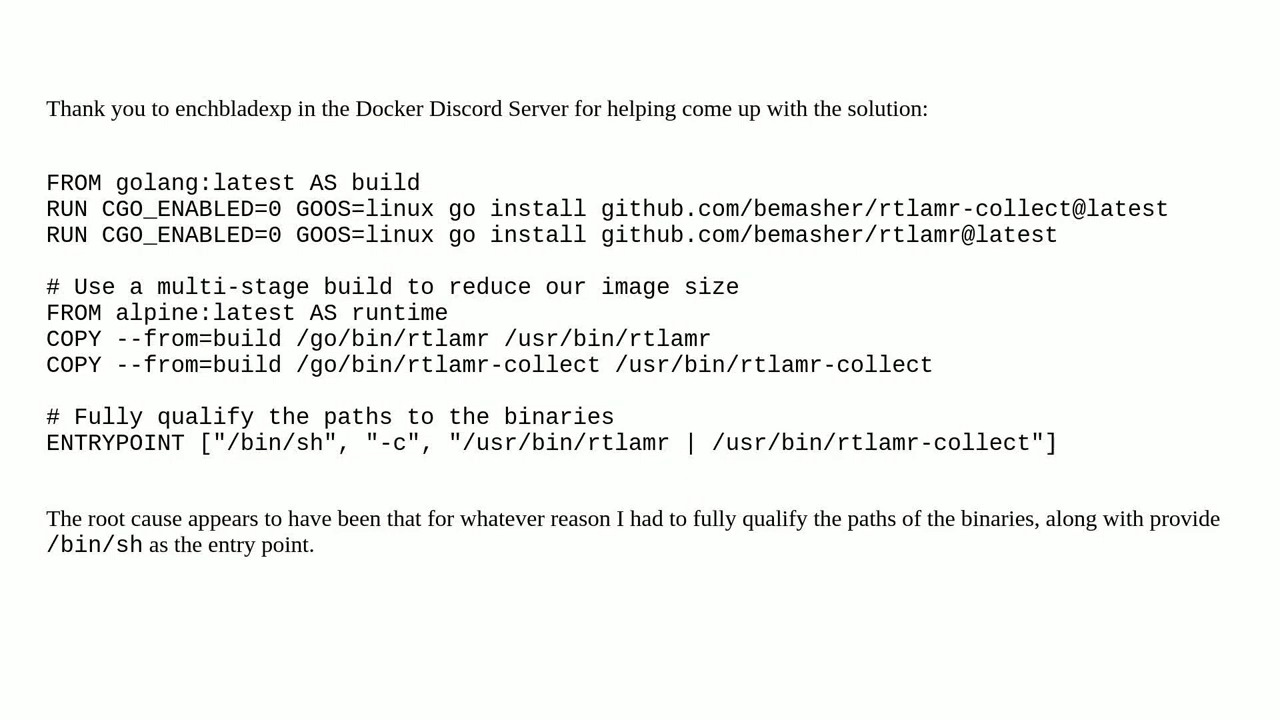 Thank you to enchbladexp in the Docker Discord Server for helping come up with the solution:
FROM golang:latest AS build
RUN CGO_ENABLED=0 GOOS=linux go install github.com/bemasher/rtlamr-collect@latest
RUN CGO_ENABLED=0 GOOS=linux go install github.com/bemasher/rtlamr@latest
# Use a multi-stage build to reduce our image size
FROM alpine:latest AS runtime
COPY --from=build /go/bin/rtlamr /usr/bin/rtlamr
COPY --from=build /go/bin/rtlamr-collect /usr/bin/rtlamr-collect
# Fully qualify the paths to the binaries
ENTRYPOINT ["/bin/sh", "-c", "/usr/bin/rtlamr | /usr/bin/rtlamr-collect"]
The root cause appears to have been that for whatever reason I had to fully qualify the paths of the binaries, along with provide
/bin/sh as the entry point.